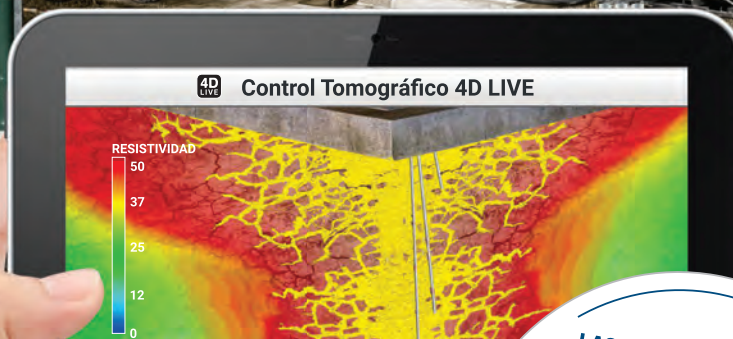 4D
LIVE
Control Tomográfico 4D LIVE
RESISTIVIDAD
50
37
25
12
0